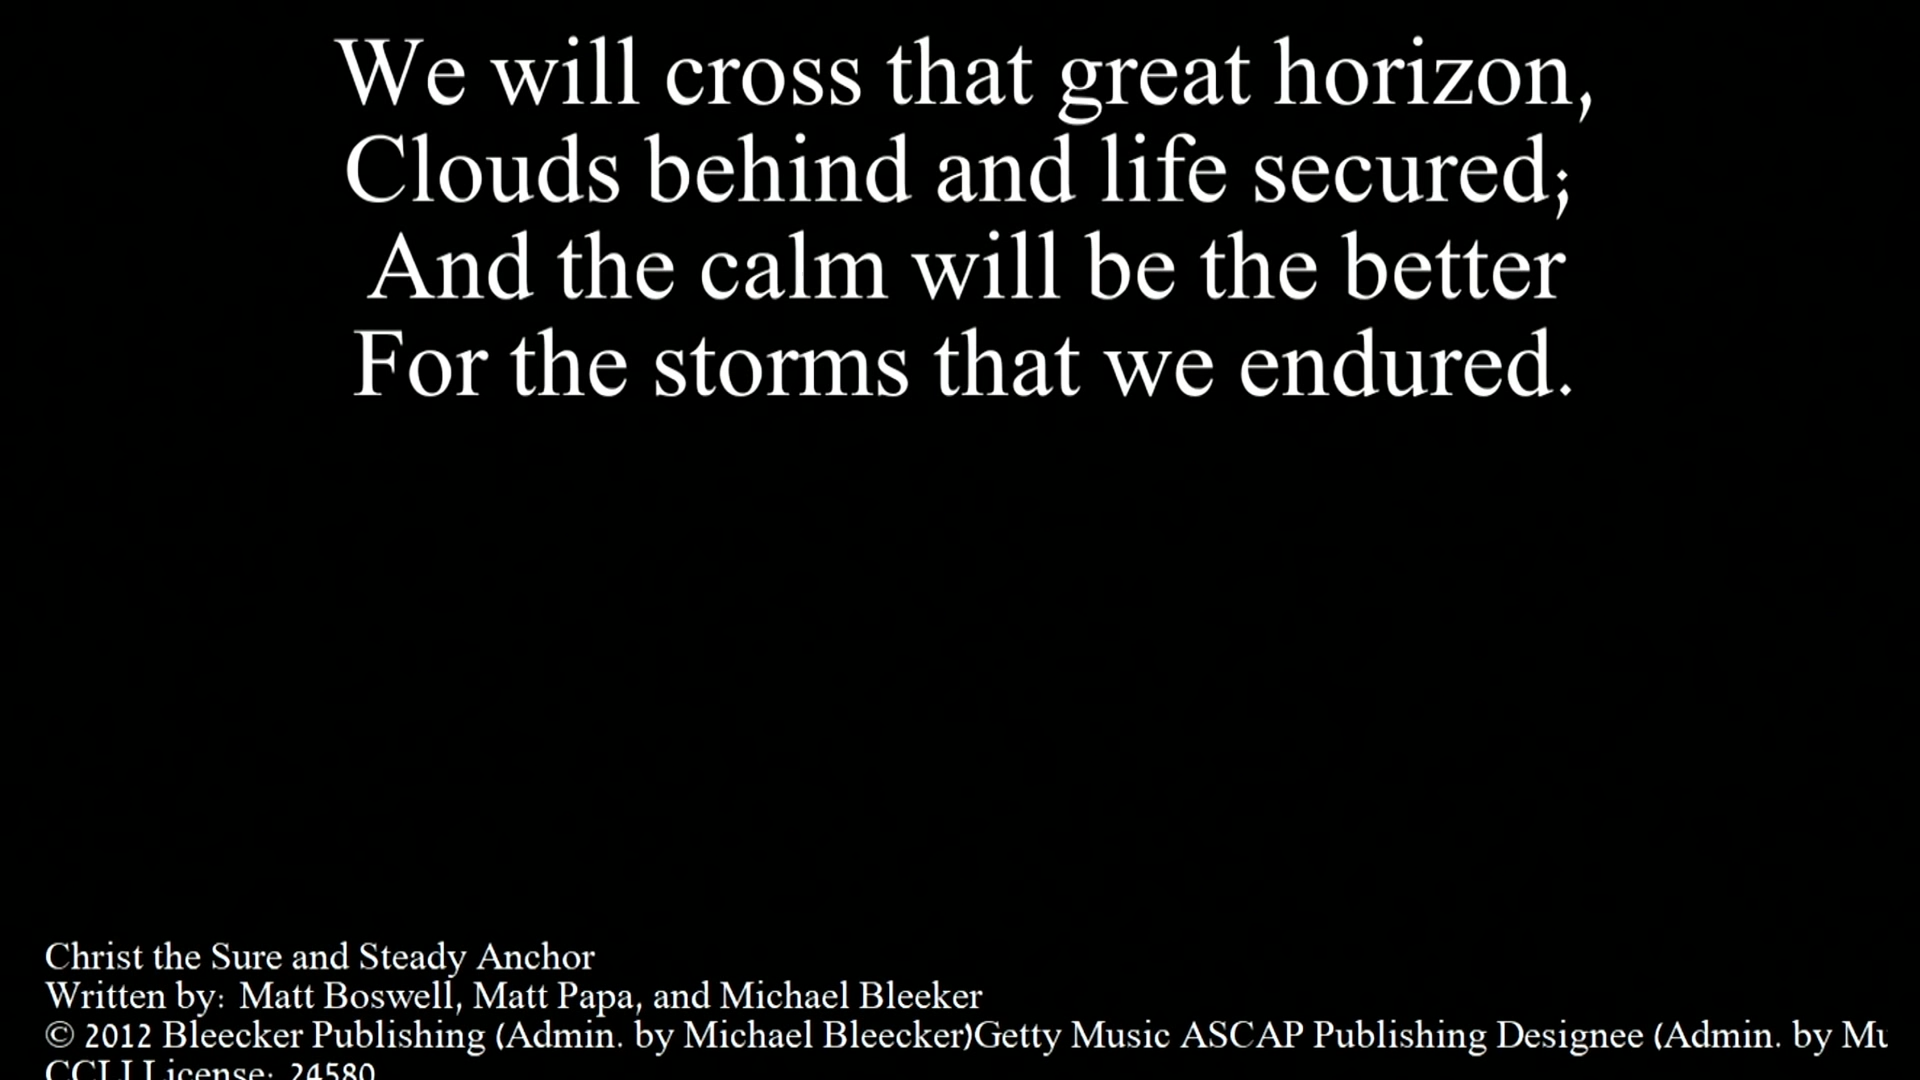 We will cross that great horizon,
Clouds behind and life secured;
And the calm will be the better
For the storms that we endured.
Christ the Sure and Steady Anchor
Written by: Matt Boswell, Matt Papa, and Michael Bleeker
© 2012 Bleecker Publishing (Admin. by Michael Bleecker)Getty Music ASCAP Publishing Designee (Admin. by
CCLI License: 24580